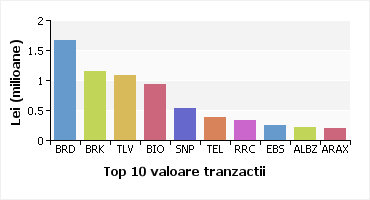 Lei (milioane)
2
1.5
1
0.5
0
BRD BRK TLV BIO SNP TEL RRC EBS ALBZ ARAX
Top 10 valoare tranzactii